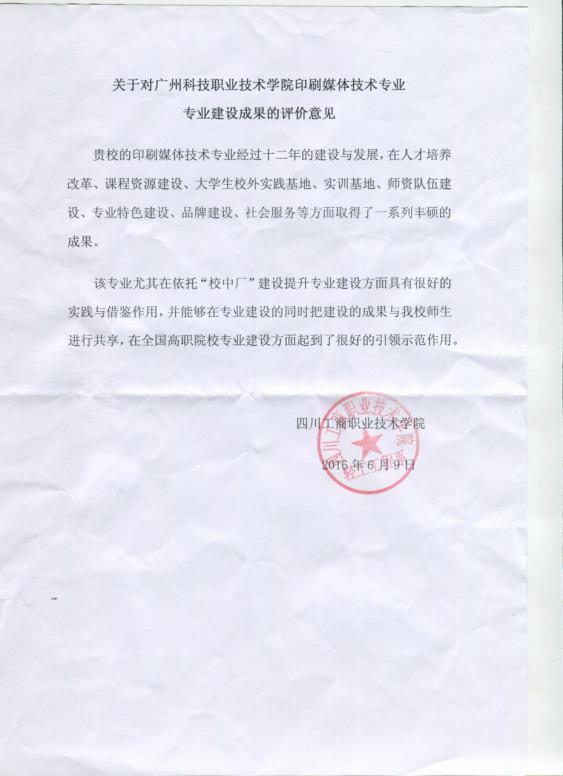 关于对广州科技职业技术学院印刷媒体技术专业
专业建设成果的评价意见
贵校的印刷媒体技术专业经过十二年的建设与发展，在人才培养
改革、课程资源建设、大学生校外实践基地、实训基地、师资队伍建
设、专业特色建设、品牌建设、社会服务等方面取得了一系列丰硕的
成果。
该专业尤其在依托“校中厂”建设提升专业建设方面具有很好的
实践与借鉴作用，并能够在专业建设的同时把建设的成果与我校师生
进行共享，在全国高职院校专业建设方面起到了很好的引领示范作用。
四川工商职业技术学院
2016年6月9日
四川工商职业技术学院